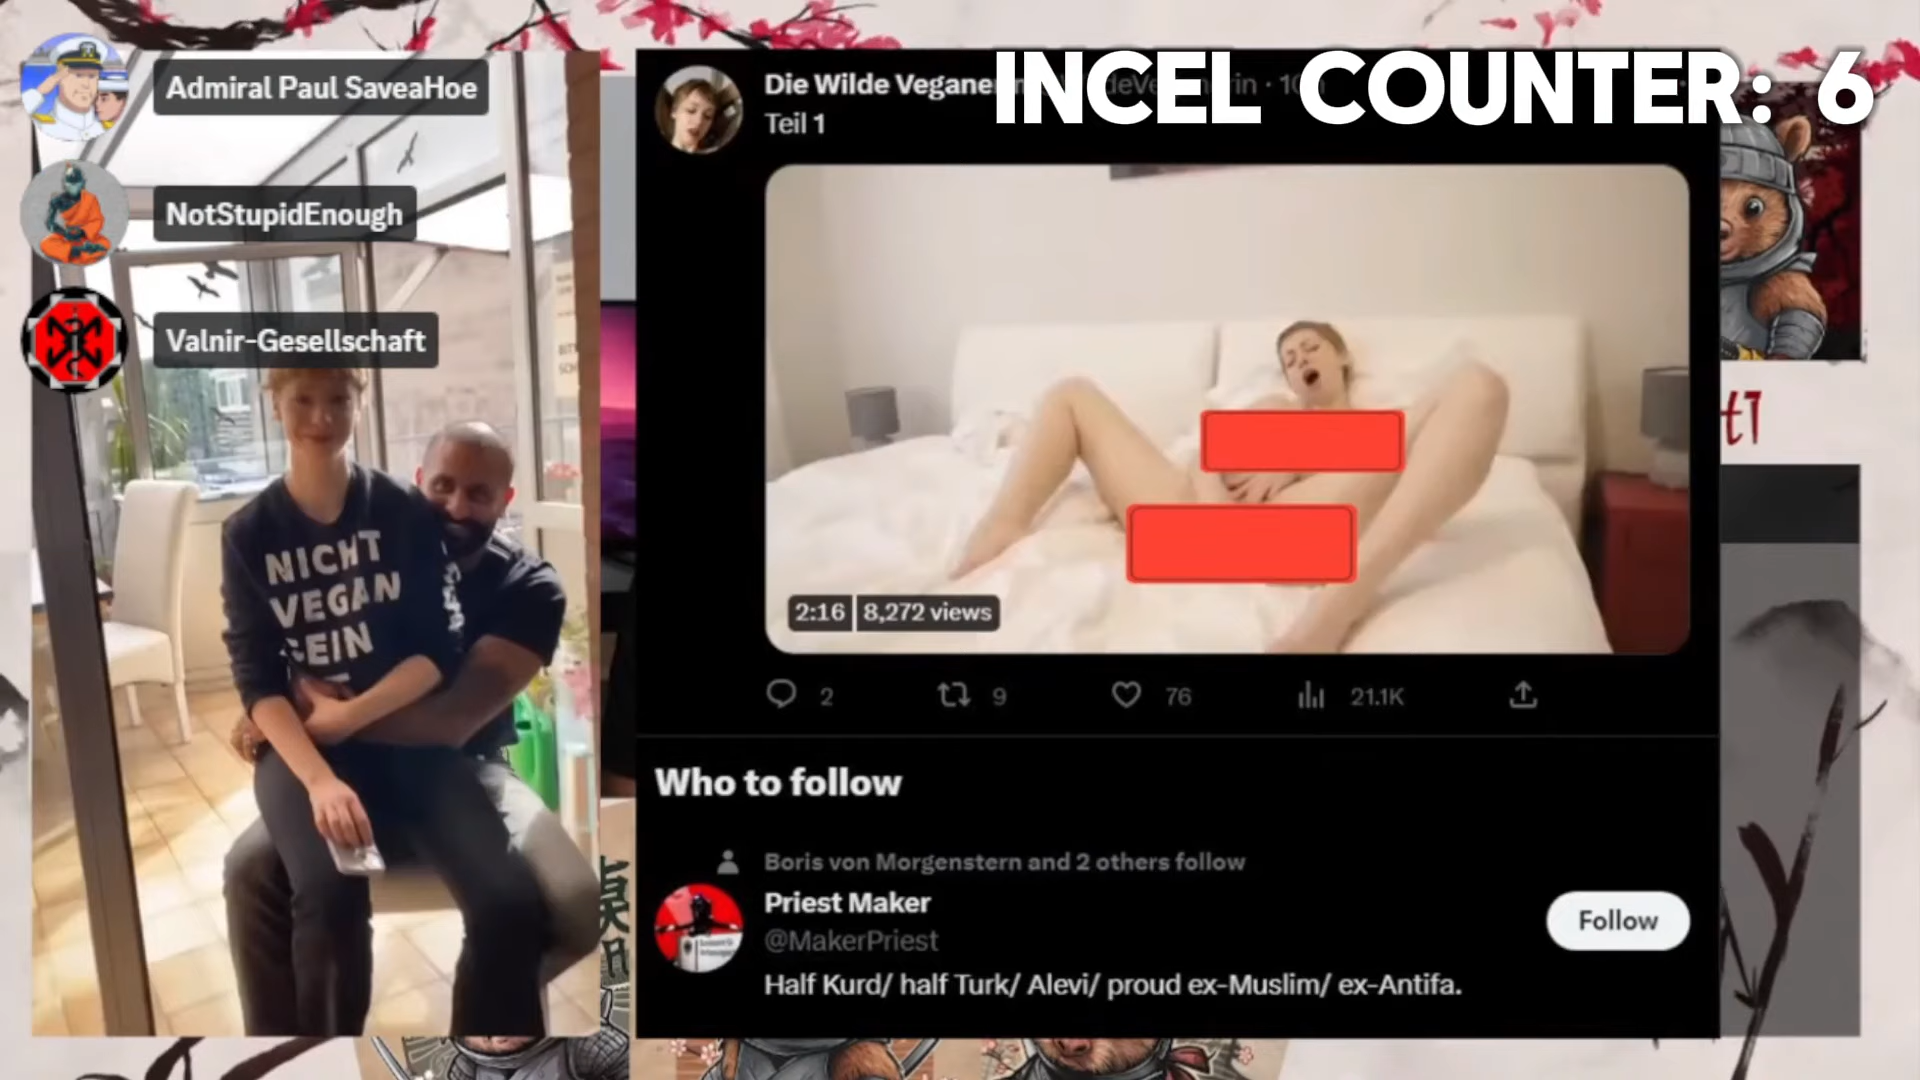 Admiral Paul SaveaHoe
NotStupidEnough
Valnir-Gesellschaft
NICHT
VEGAN
SEIN
Die Wilde Vegane
INCEL COUNTER: 6
Teil 1
2:16
8,272 views
2
9
76
21.1K
Who to follow
Boris von Morgenstern and 2 others follow
Priest Maker
@MakerPriest
Follow
Half Kurd/ half Turk/ Alevi/ proud ex-Muslim/ ex-Antifa.